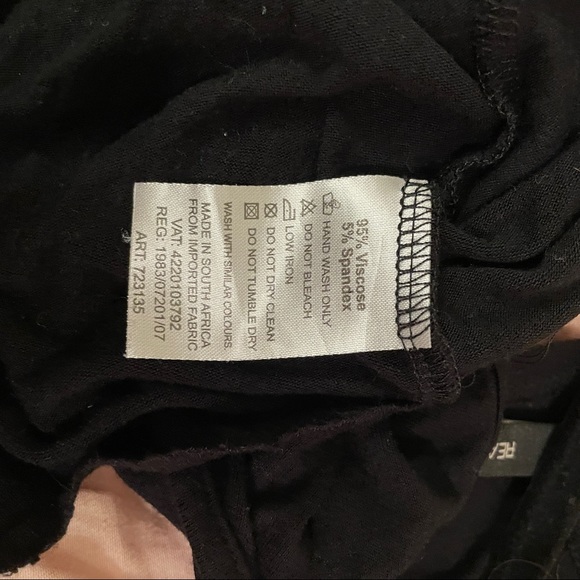 95% Viscose
5% Spandex
HAND WASH ONLY
DO NOT BLEACH
LOW IRON
DO NOT DRY CLEAN
DO NOT TUMBLE DRY
WASH WITH SIMILAR COLOURS.
MADE IN SOUTH AFRICA
FROM IMPORTED FABRIC
VAT: 4220103792
REG: 1983/07201/07
ART: 723135